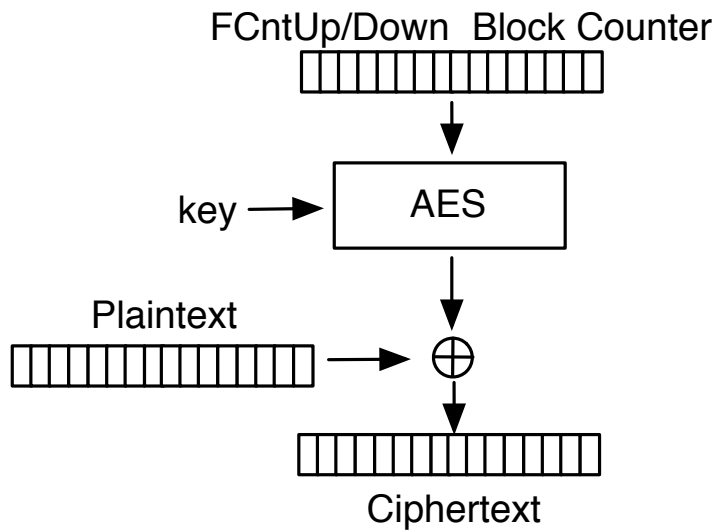 FCntUp/Down Block Counter
AES
key
Plaintext
Ciphertext